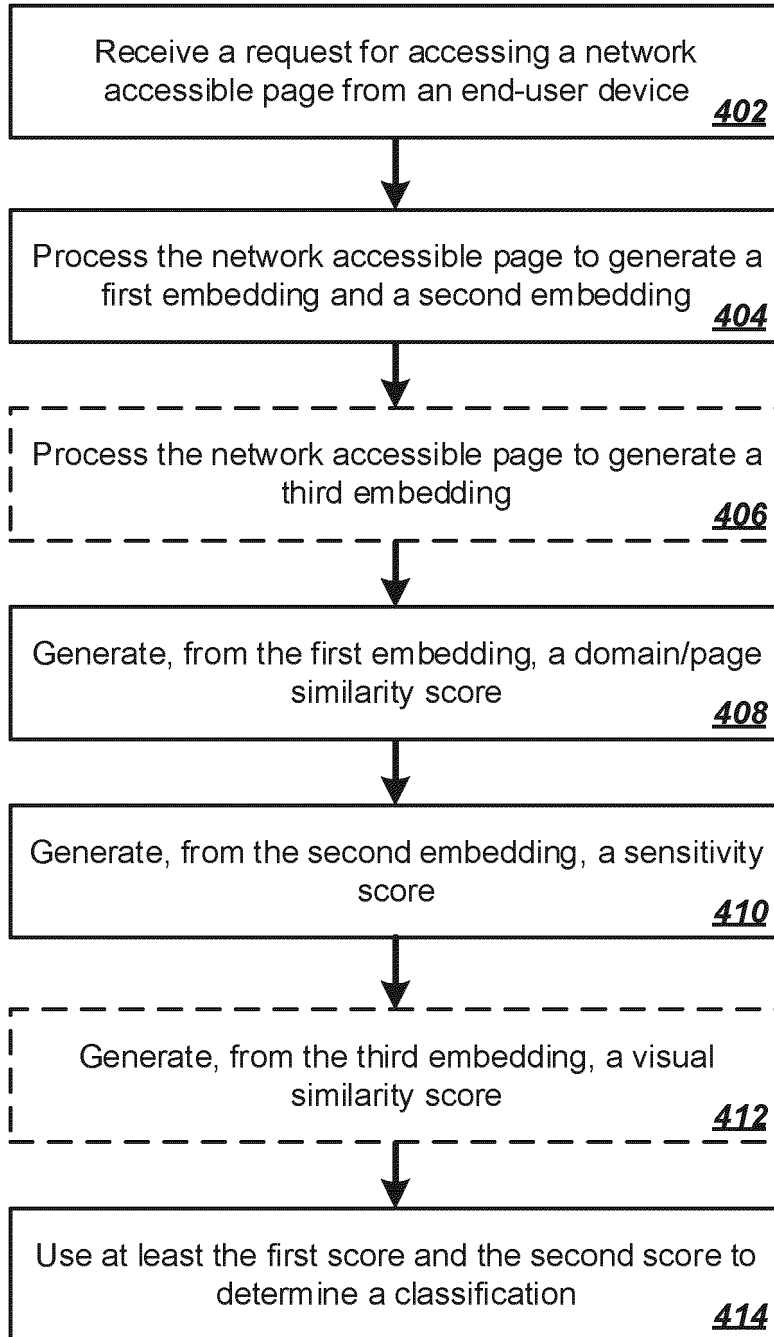 Receive a request for accessing a network
accessible page from an end-user device
402
Process the network accessible page to generate a
first embedding and a second embedding
404
Process the network accessible page to generate a
third embedding
406
Generate, from the first embedding, a domain/page
similarity score
408
Generate, from the second embedding, a sensitivity
score
410
Generate, from the third embedding, a visual
similarity score
412
Use at least the first score and the second score to
determine a classification
414